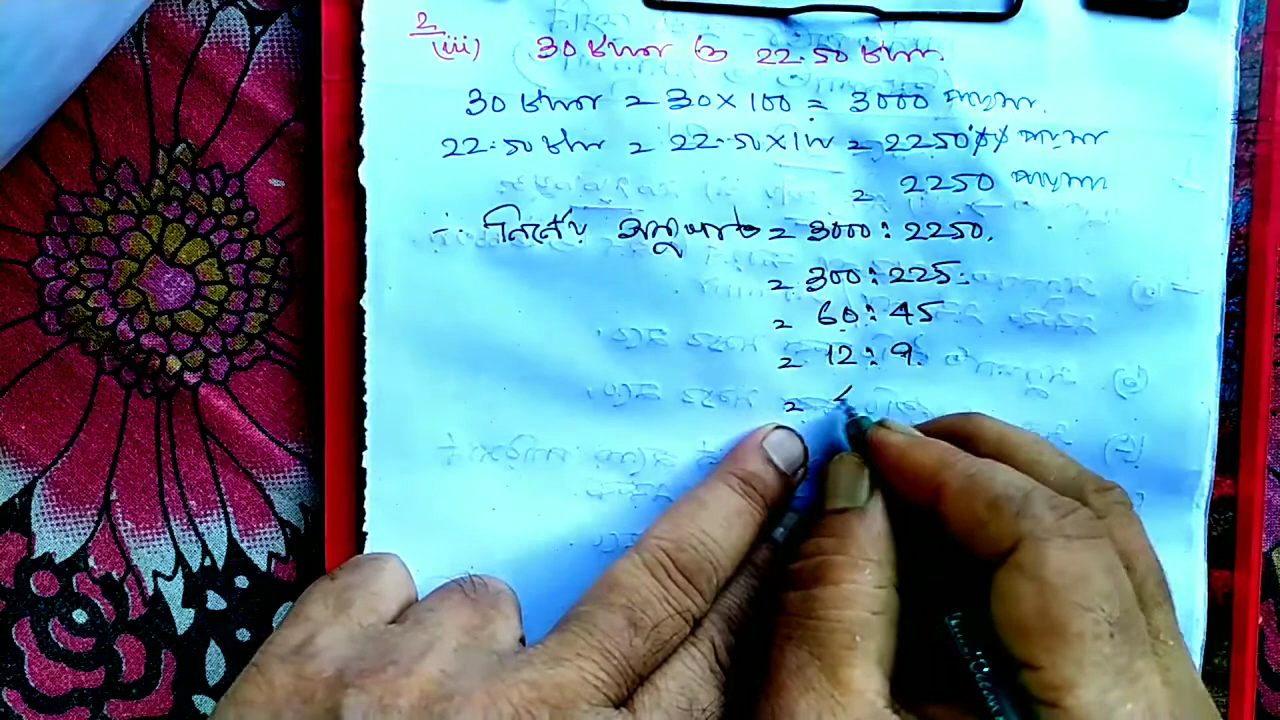 2
(iii) 30 টাকা ও 22.50 টাকা.
30 টাকা = 30×100 = 3000 পয়সা.
22.50 টাকা = 22.50×100 = 2250 পয়সা
= 2250 পয়সা
∴ নির্ণেয় অনুপাত = 3000 : 2250.
= 300 : 225.
= 60 : 45
= 12 : 9.
=